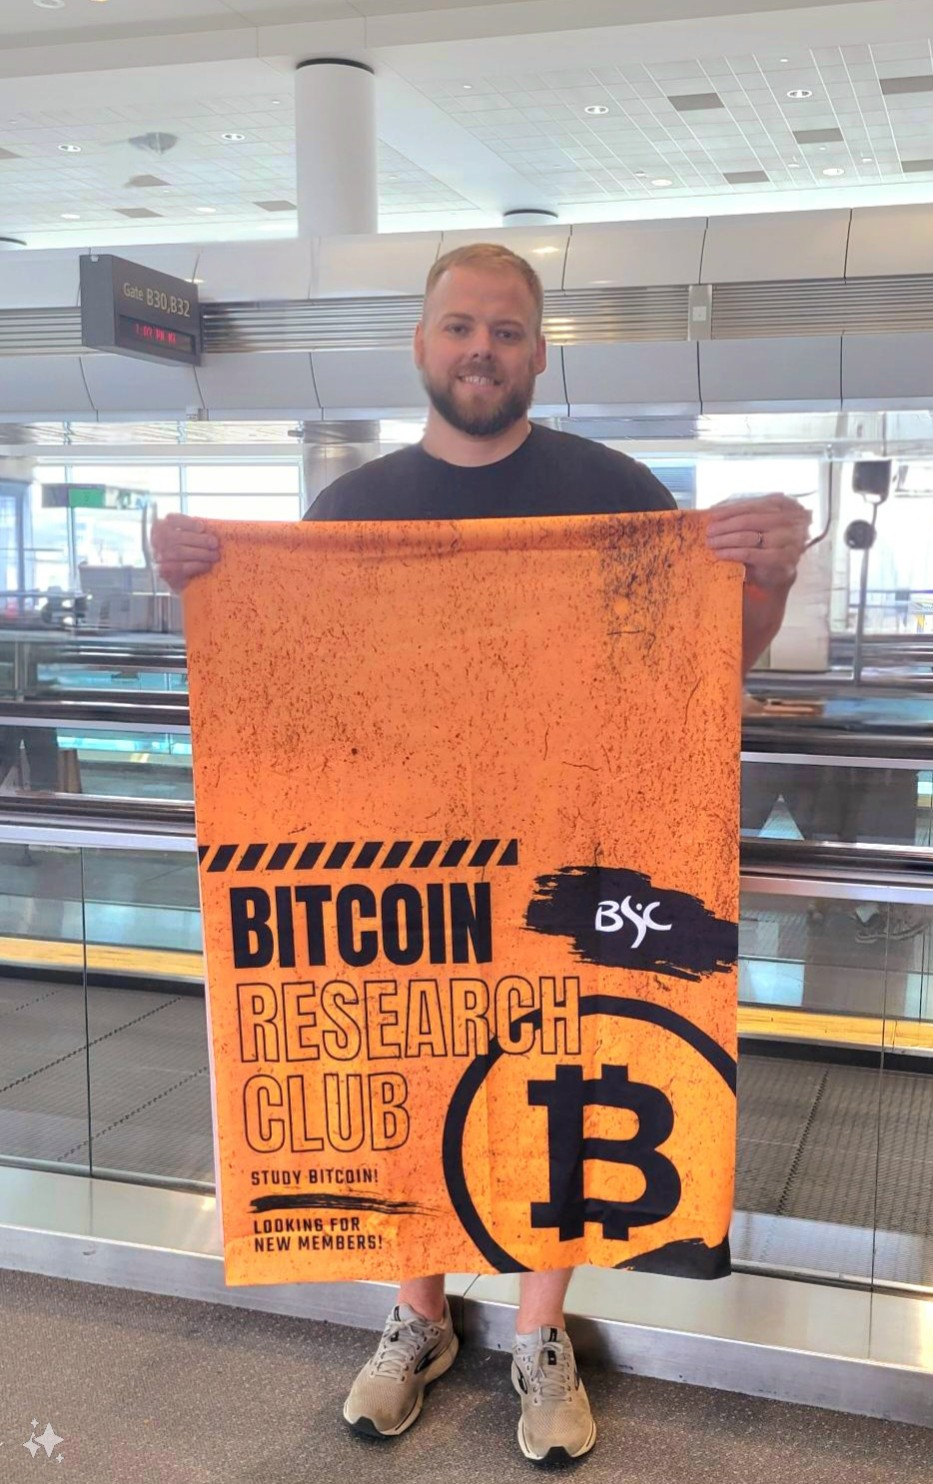 Gate B30,B32
BITCOIN
BSC
RESEARCH
CLUB
STUDY BITCOIN!
LOOKING FOR
NEW MEMBERS!